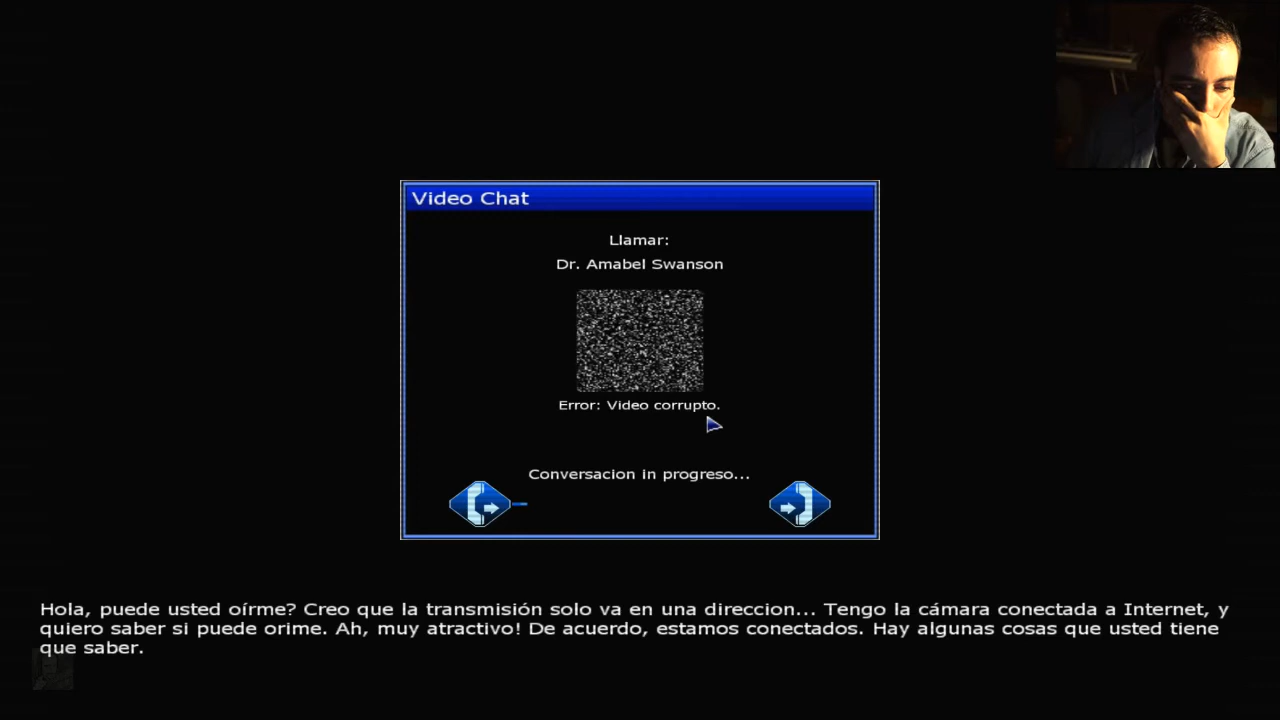 Video Chat
Llamar:
Dr. Amabel Swanson
Error: Video corrupto.
Conversacion in progreso...
Hola, puede usted oírme? Creo que la transmisión solo va en una direccion... Tengo la cámara conectada a Internet, y
quiero saber si puede orime. Ah, muy atractivo! De acuerdo, estamos conectados. Hay algunas cosas que usted tiene
que saber.